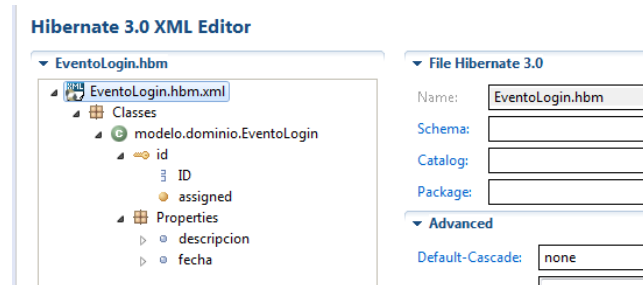 Hibernate 3.0 XML Editor
EventoLogin.hbm
EventoLogin.hbm.xml
Classes
modelo.dominio.EventoLogin
id
ID
assigned
Properties
descripcion
fecha
File Hibernate 3.0
Name: EventoLogin.hbm
Schema:
Catalog:
Package:
Advanced
Default-Cascade: none